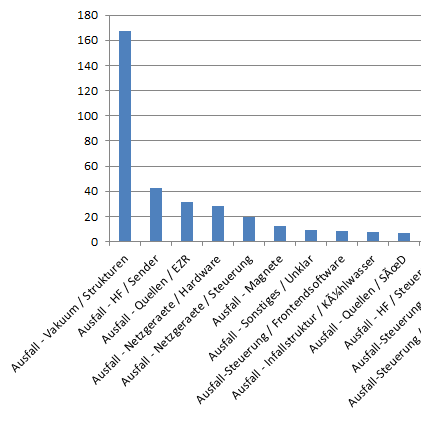 180
160
140
120
100
80
60
40
20
0
Ausfall - Vakuum / Strukturen
Ausfall - HF / Sender
Ausfall - Quellen / EZR
Ausfall - Netzgeraete / Hardware
Ausfall - Netzgeraete / Steuerung
Ausfall - Magnete
Ausfall - Sonstiges / Unklar
Ausfall-Steuerung / Frontendsoftware
Ausfall - Infallstruktur / KÃ¼hlwasser
Ausfall - Quellen / SÃœD
Ausfall - HF / Steuer
Ausfall-Steuerung
Ausfall-Steuerung /